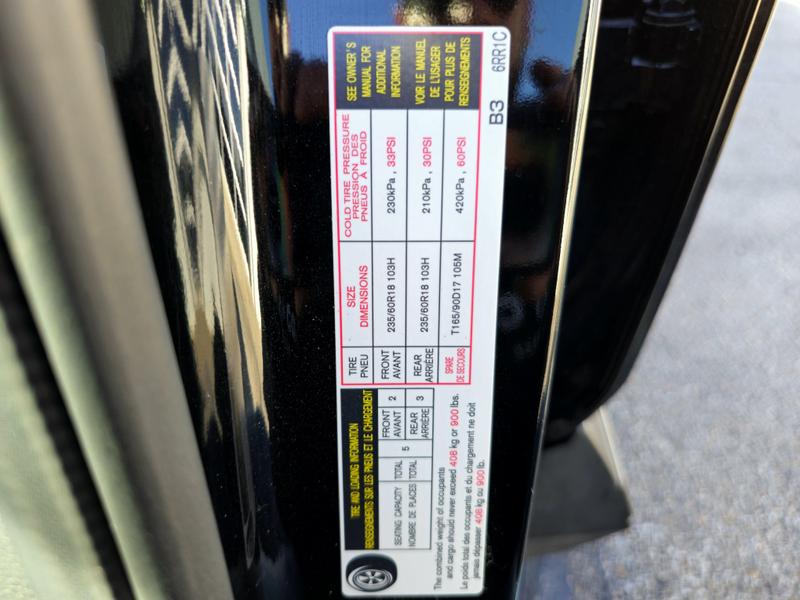 TIRE AND LOADING INFORMATION
RENSEIGNEMENTS SUR LES PNEUS ET LE CHARGEMENT
SEATING CAPACITY
NOMBRE DE PLACES
TOTAL
TOTAL
5
FRONT
AVANT
2
REAR
ARRIÈRE
3
The combined weight of occupants
and cargo should never exceed 408 kg or 900 lbs.
Le poids total des occupants et du chargement ne doit
jamais dépasser 408 kg ou 900 lb.
TIRE
PNEU
SIZE
DIMENSIONS
COLD TIRE PRESSURE
PRESSION DES
PNEUS À FROID
FRONT
AVANT
235/60R18 103H
230kPa , 33PSI
REAR
ARRIÈRE
235/60R18 103H
210kPa , 30PSI
SPARE
DE SECOURS
T165/90D17 105M
420kPa , 60PSI
SEE OWNER'S
MANUAL FOR
ADDITIONAL
INFORMATION
VOIR LE MANUEL
DE L'USAGER
POUR PLUS DE
RENSEIGNEMENTS
B3 6RR1C